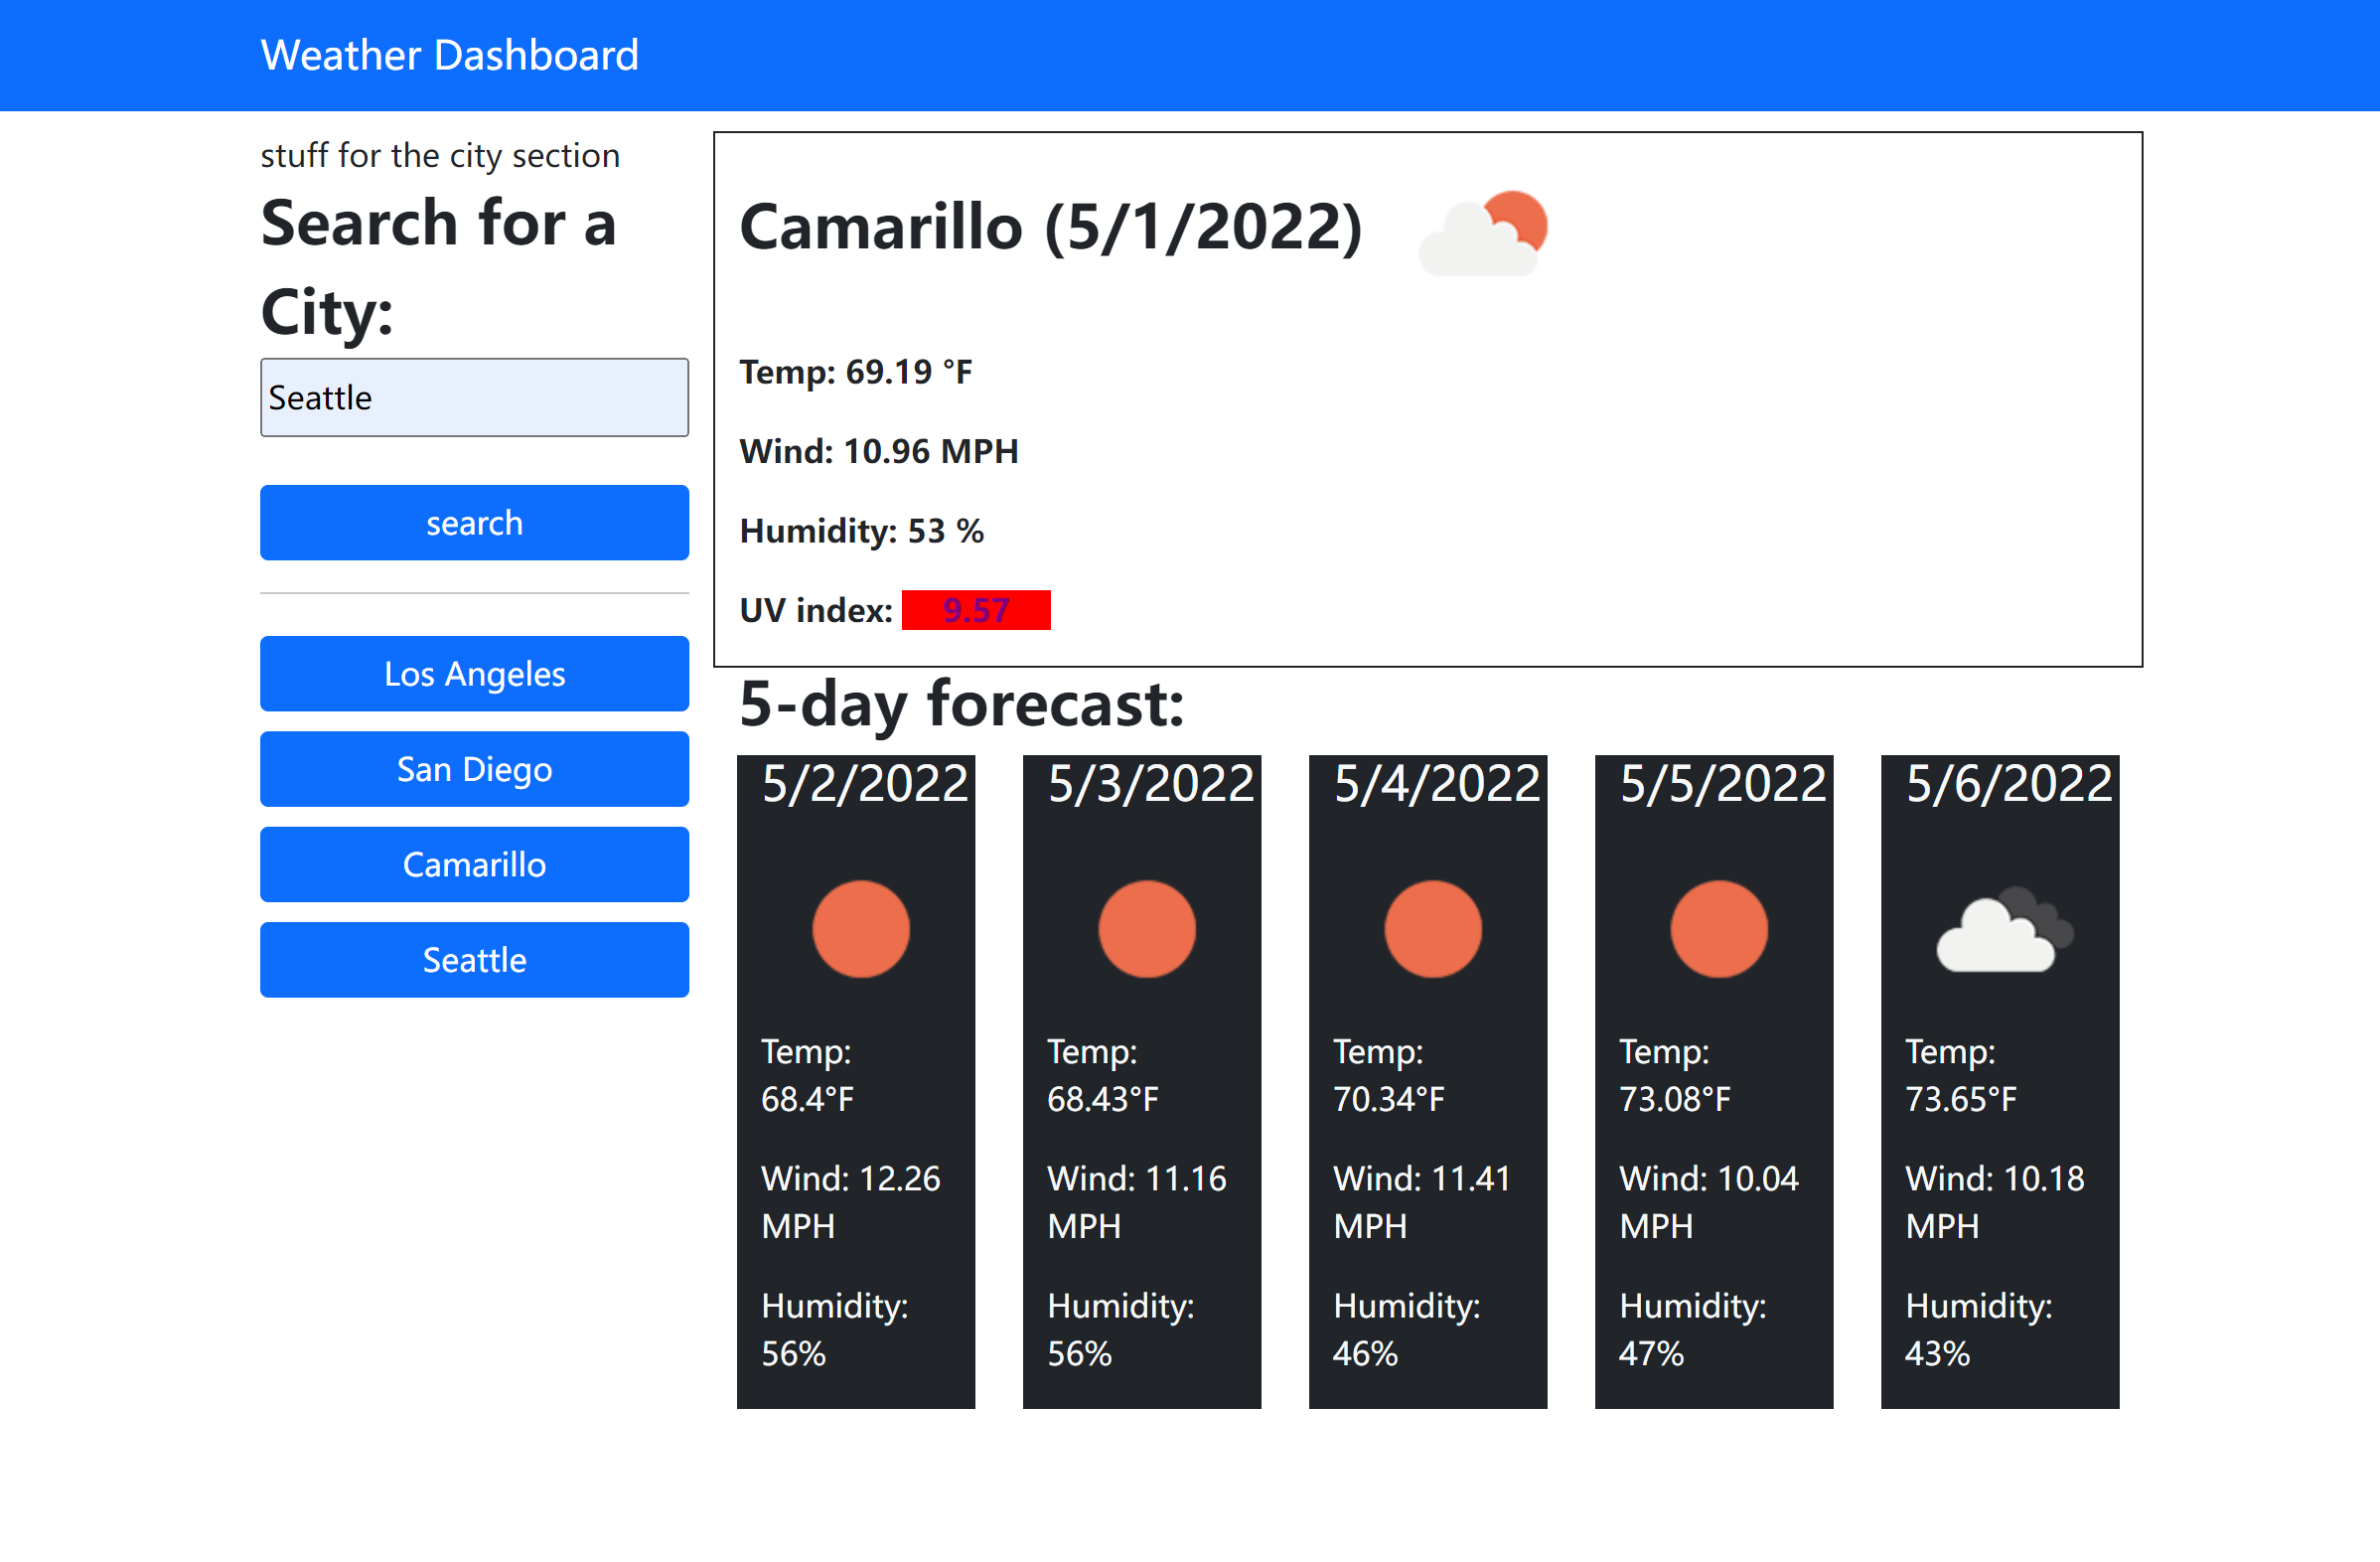 Weather Dashboard
stuff for the city section
Search for a
City:
Seattle
search
Los Angeles
San Diego
Camarillo
Seattle
Camarillo (5/1/2022)
Temp: 69.19 °F
Wind: 10.96 MPH
Humidity: 53 %
UV index: 9.57
5-day forecast:
5/2/2022
Temp:
68.4°F
Wind: 12.26
MPH
Humidity:
56%
5/3/2022
Temp:
68.43°F
Wind: 11.16
MPH
Humidity:
56%
5/4/2022
Temp:
70.34°F
Wind: 11.41
MPH
Humidity:
46%
5/5/2022
Temp:
73.08°F
Wind: 10.04
MPH
Humidity:
47%
5/6/2022
Temp:
73.65°F
Wind: 10.18
MPH
Humidity:
43%